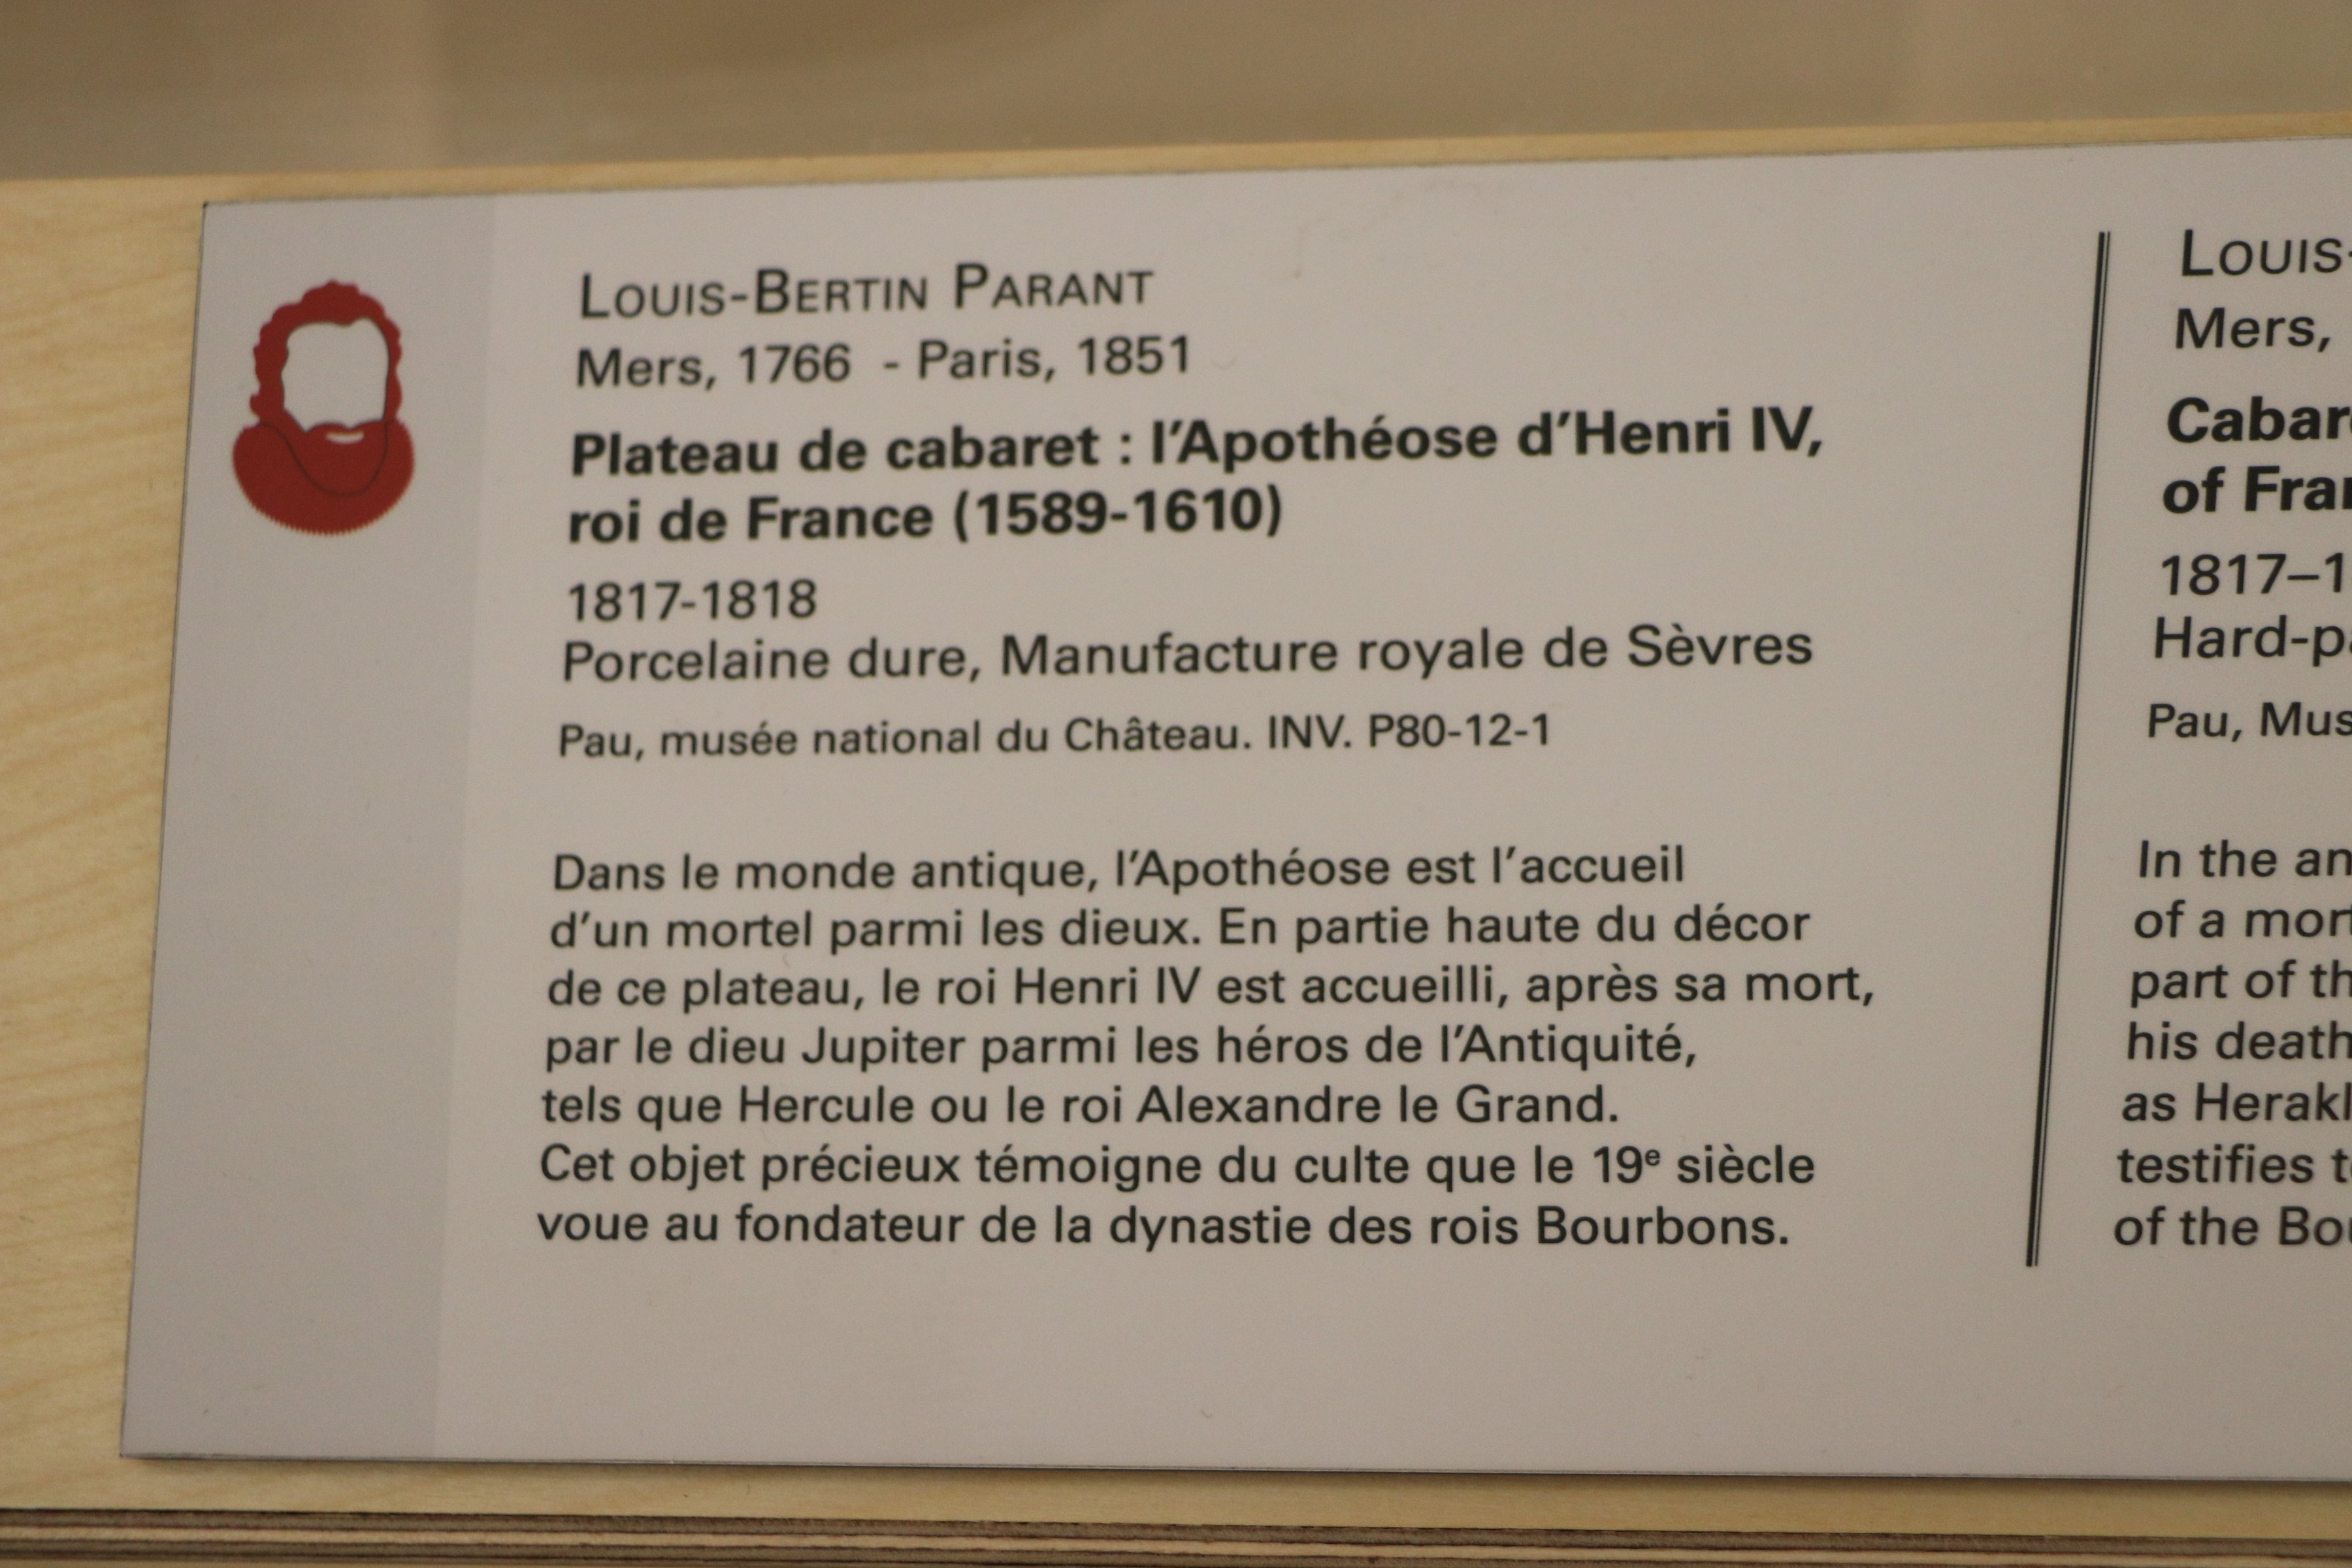 LOUIS-BERTIN PARANT
Mers, 1766 - Paris, 1851
Plateau de cabaret : l'Apothéose d'Henri IV,
roi de France (1589-1610)
1817-1818
Porcelaine dure, Manufacture royale de Sèvres
Pau, musée national du Château. INV. P80-12-1
Dans le monde antique, l'Apothéose est l'accueil
d'un mortel parmi les dieux. En partie haute du décor
de ce plateau, le roi Henri IV est accueilli, après sa mort,
par le dieu Jupiter parmi les héros de l'Antiquité,
tels que Hercule ou le roi Alexandre le Grand.
Cet objet précieux témoigne du culte que le 19e siècle
voue au fondateur de la dynastie des rois Bourbons.
LOUIS-
Mers,
of
1817–1
Pau,
In the
of a
part of
his death
as
testifies
of the